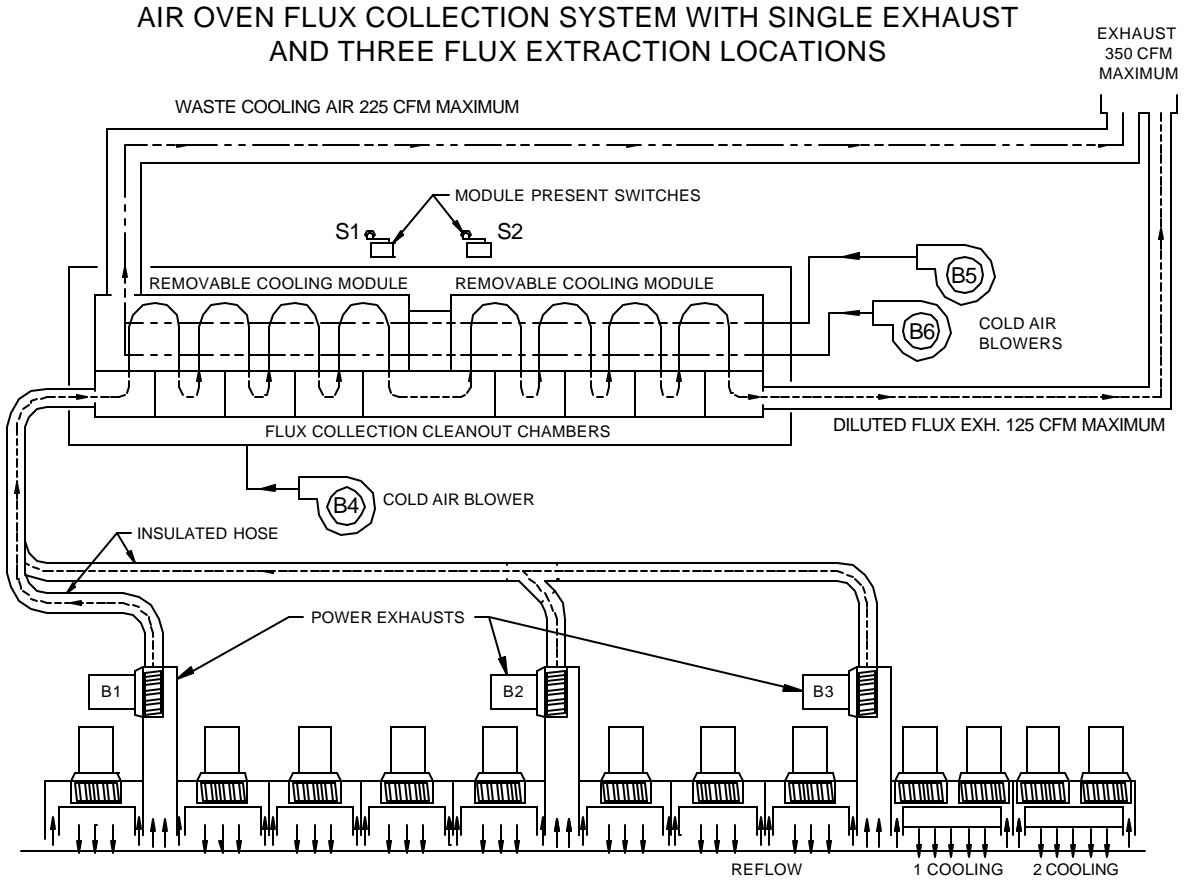 AIR OVEN FLUX COLLECTION SYSTEM WITH SINGLE EXHAUST
AND THREE FLUX EXTRACTION LOCATIONS
EXHAUST
350 CFM
MAXIMUM
WASTE COOLING AIR 225 CFM MAXIMUM
MODULE PRESENT SWITCHES
S1
S2
REMOVABLE COOLING MODULE
REMOVABLE COOLING MODULE
B5
B6
COLD AIR
BLOWERS
FLUX COLLECTION CLEANOUT CHAMBERS
DILUTED FLUX EXH. 125 CFM MAXIMUM
B4
COLD AIR BLOWER
INSULATED HOSE
POWER EXHAUSTS
B1
B2
B3
REFLOW
1 COOLING
2 COOLING